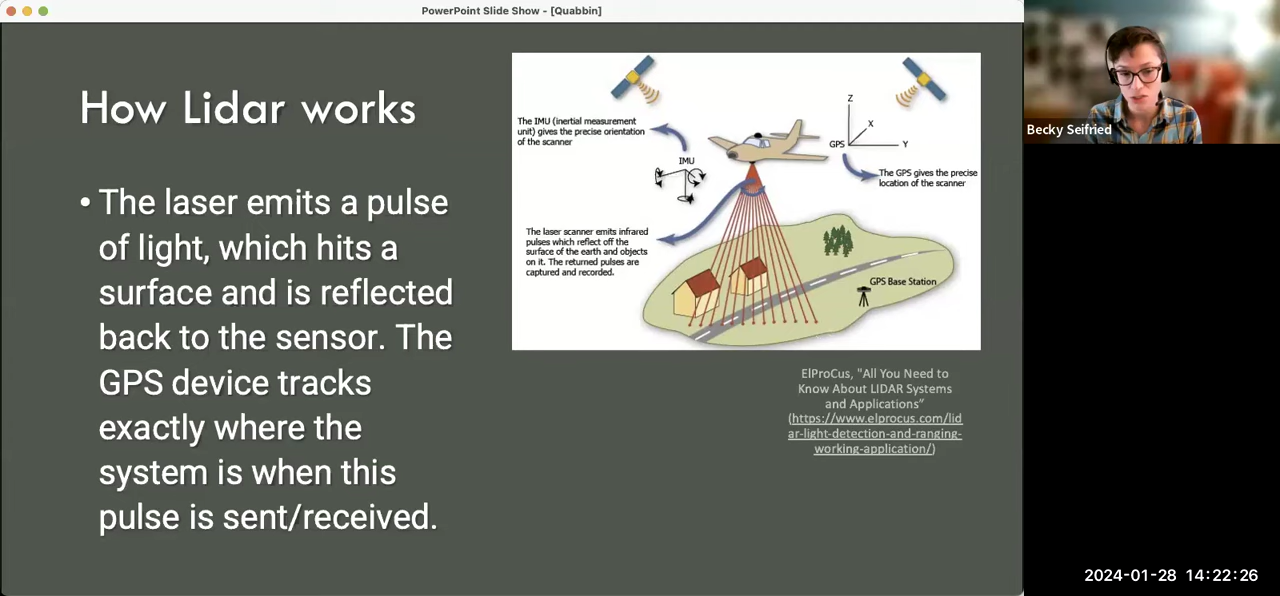 PowerPoint Slide Show - [Quabbin]
How Lidar works
• The laser emits a pulse
of light, which hits a
surface and is reflected
back to the sensor. The
GPS device tracks
exactly where the
system is when this
pulse is sent/received.
The IMU (inertial measurement
unit) gives the precise orientation
of the scanner
IMU
Z
X
GPS
Y
The GPS gives the precise
location of the scanner
The laser scanner emits infrared
pulses which reflect off the
surface of the earth and objects
on it. The returned pulses are
captured and recorded.
GPS Base Station
ElProCus, "All You Need to
Know About LIDAR Systems
and Applications”
(https://www.elprocus.com/lid
ar-light-detection-and-ranging-
working-application/)
Becky Seifried
2024-01-28 14:22:26